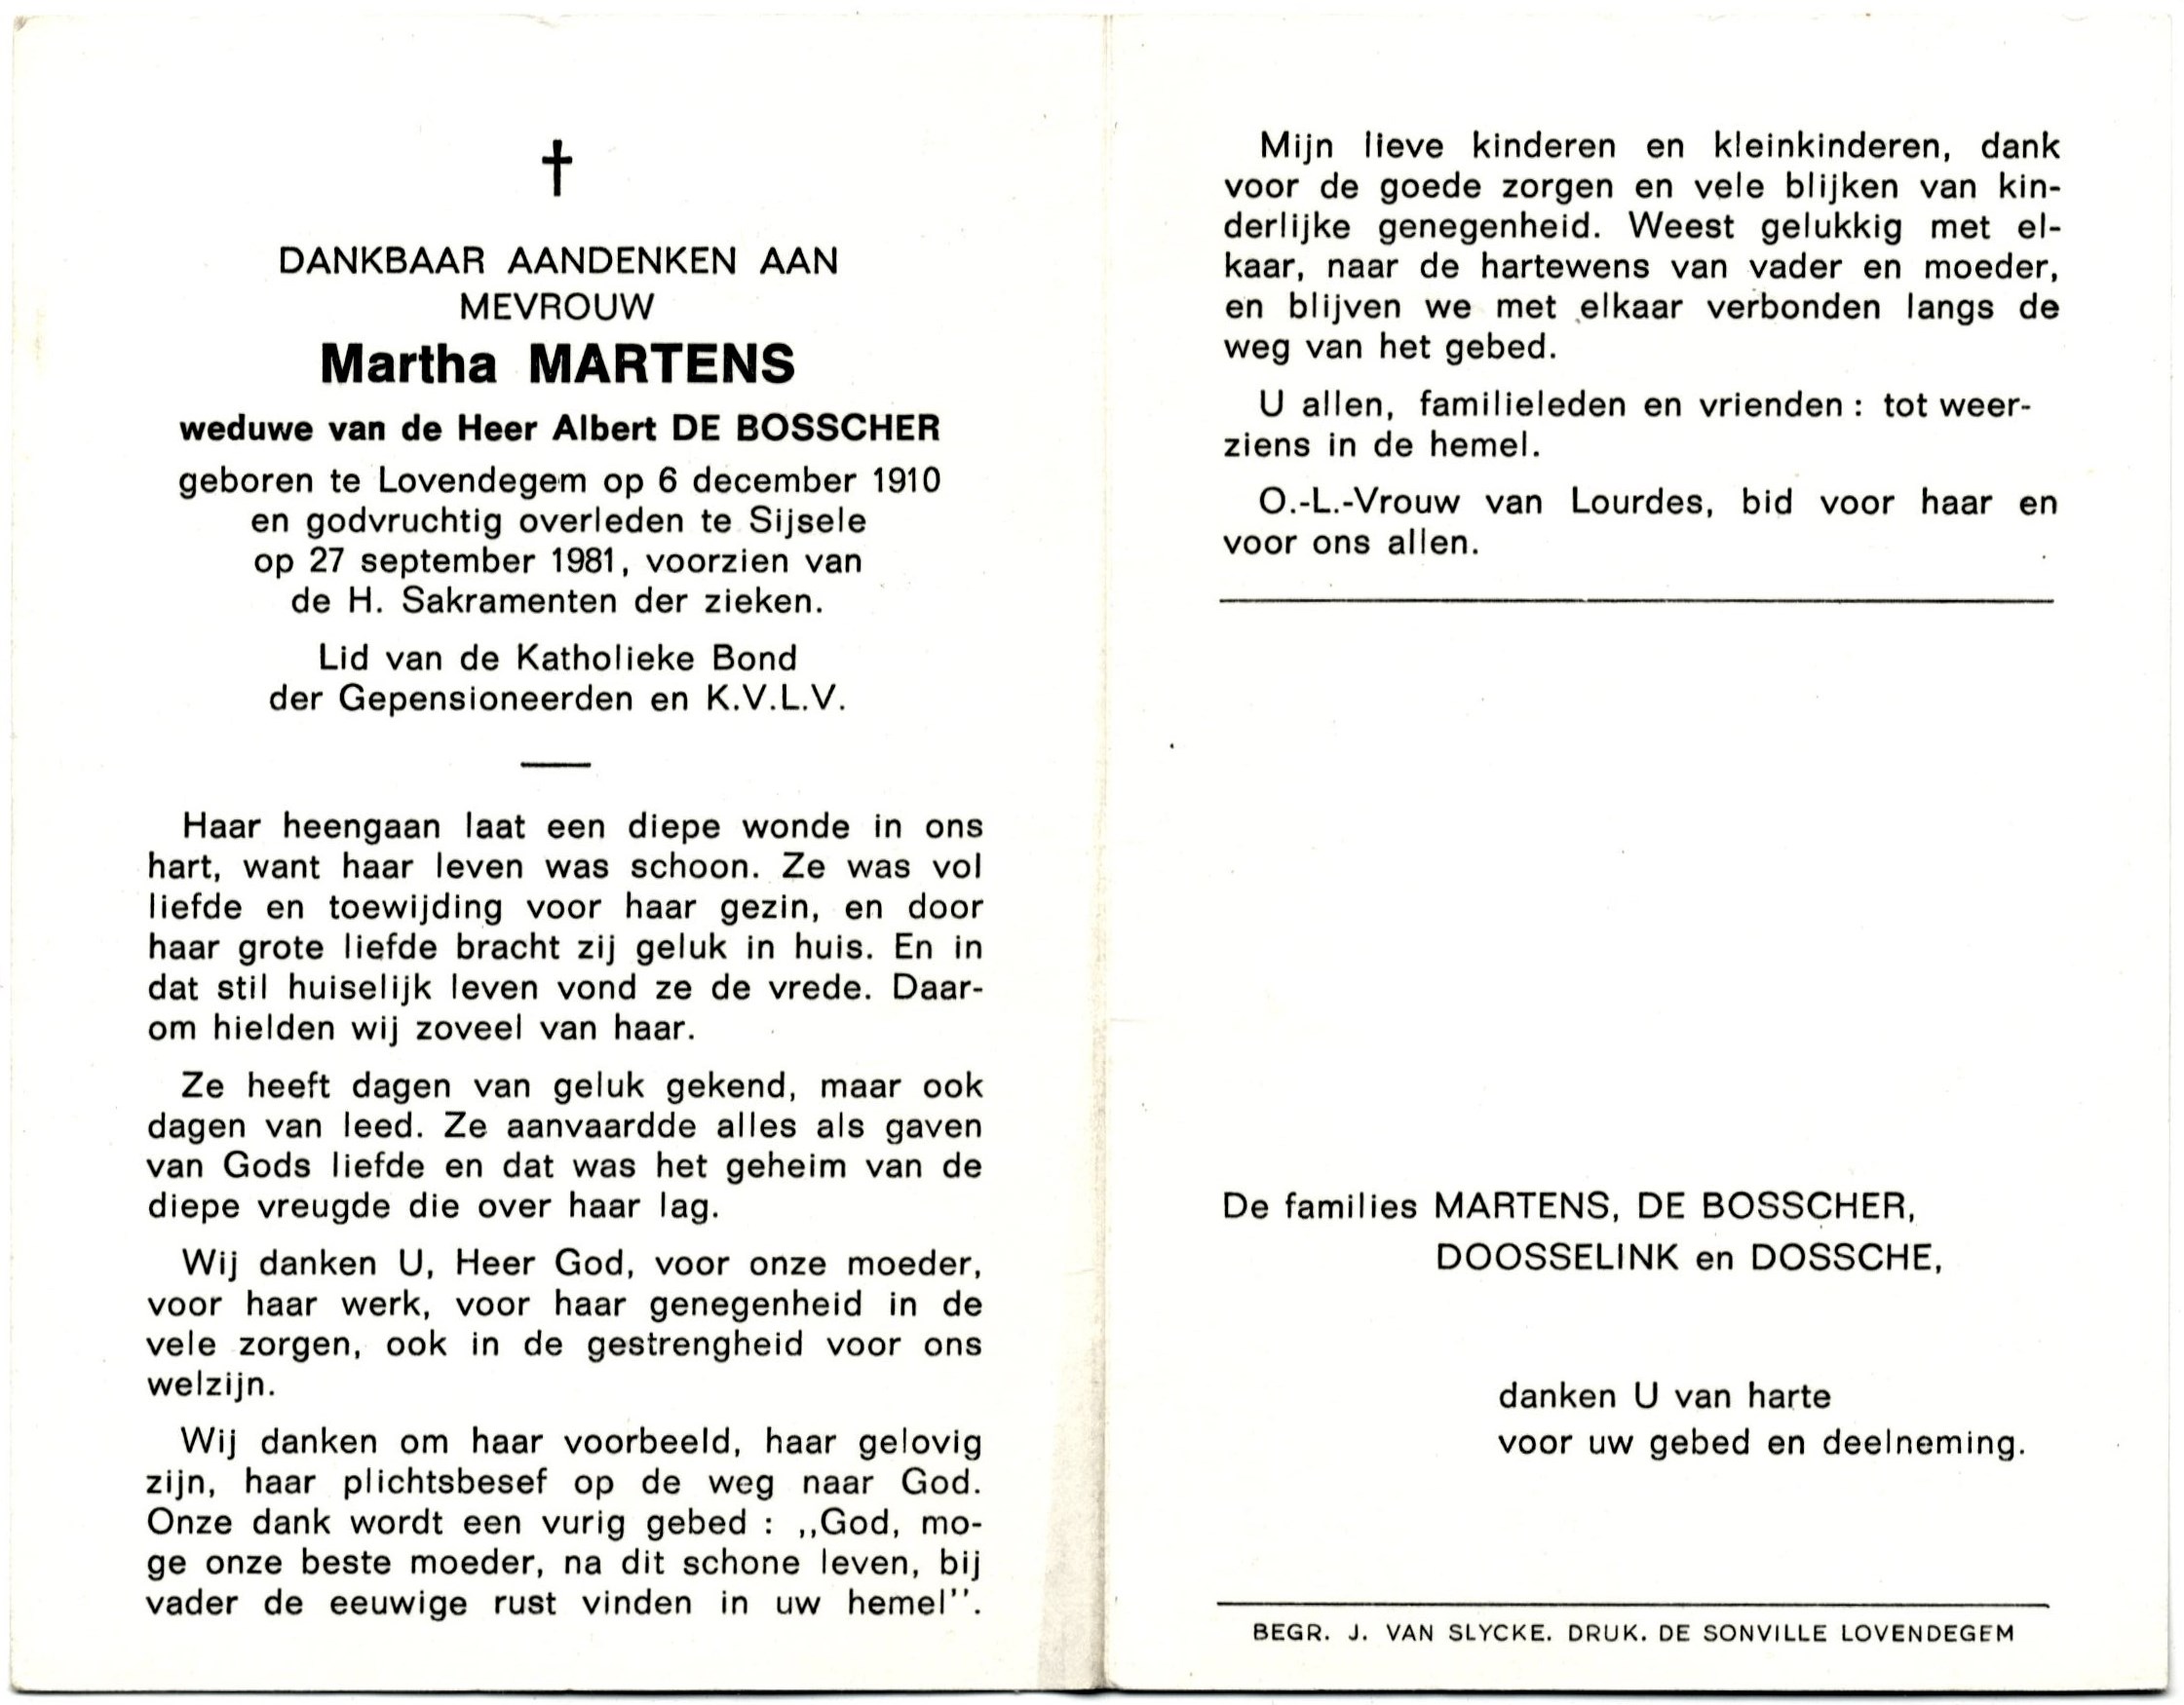 DANKBAAR AANDENKEN AAN
MEVROUW
Martha MARTENS
weduwe van de Heer Albert DE BOSSCHER
geboren te Lovendegem op 6 december 1910
en godvruchtig overleden te Sijsele
op 27 september 1981, voorzien van
de H. Sakramenten der zieken.
Lid van de Katholieke Bond
der Gepensioneerden en K.V.L.V.
Haar heengaan laat een diepe wonde in ons
hart, want haar leven was schoon. Ze was vol
liefde en toewijding voor haar gezin, en door
haar grote liefde bracht zij geluk in huis. En in
dat stil huiselijk leven vond ze de vrede. Daar-
om hielden wij zoveel van haar.
Ze heeft dagen van geluk gekend, maar ook
dagen van leed. Ze aanvaardde alles als gaven
van Gods liefde en dat was het geheim van de
diepe vreugde die over haar lag.
Wij danken U, Heer God, voor onze moeder,
voor haar werk, voor haar genegenheid in de
vele zorgen, ook in de gestrengheid voor ons
welzijn.
Wij danken om haar voorbeeld, haar gelovig
zijn, haar plichtsbesef op de weg naar God.
Onze dank wordt een vurig gebed : ,,God, mo-
ge onze beste moeder, na dit schone leven, bij
vader de eeuwige rust vinden in uw hemel''.
Mijn lieve kinderen en kleinkinderen, dank
voor de goede zorgen en vele blijken van kin-
derlijke genegenheid. Weest gelukkig met el-
kaar, naar de hartewens van vader en moeder,
en blijven we met elkaar verbonden langs de
weg van het gebed.
U allen, familieleden en vrienden : tot weer-
ziens in de hemel.
O.-L.-Vrouw van Lourdes, bid voor haar en
voor ons allen.
De families MARTENS, DE BOSSCHER,
DOOSSELINK en DOSSCHE,
danken U van harte
voor uw gebed en deelneming.
BEGR. J. VAN SLYCKE. DRUK. DE SONVILLE LOVENDEGEM